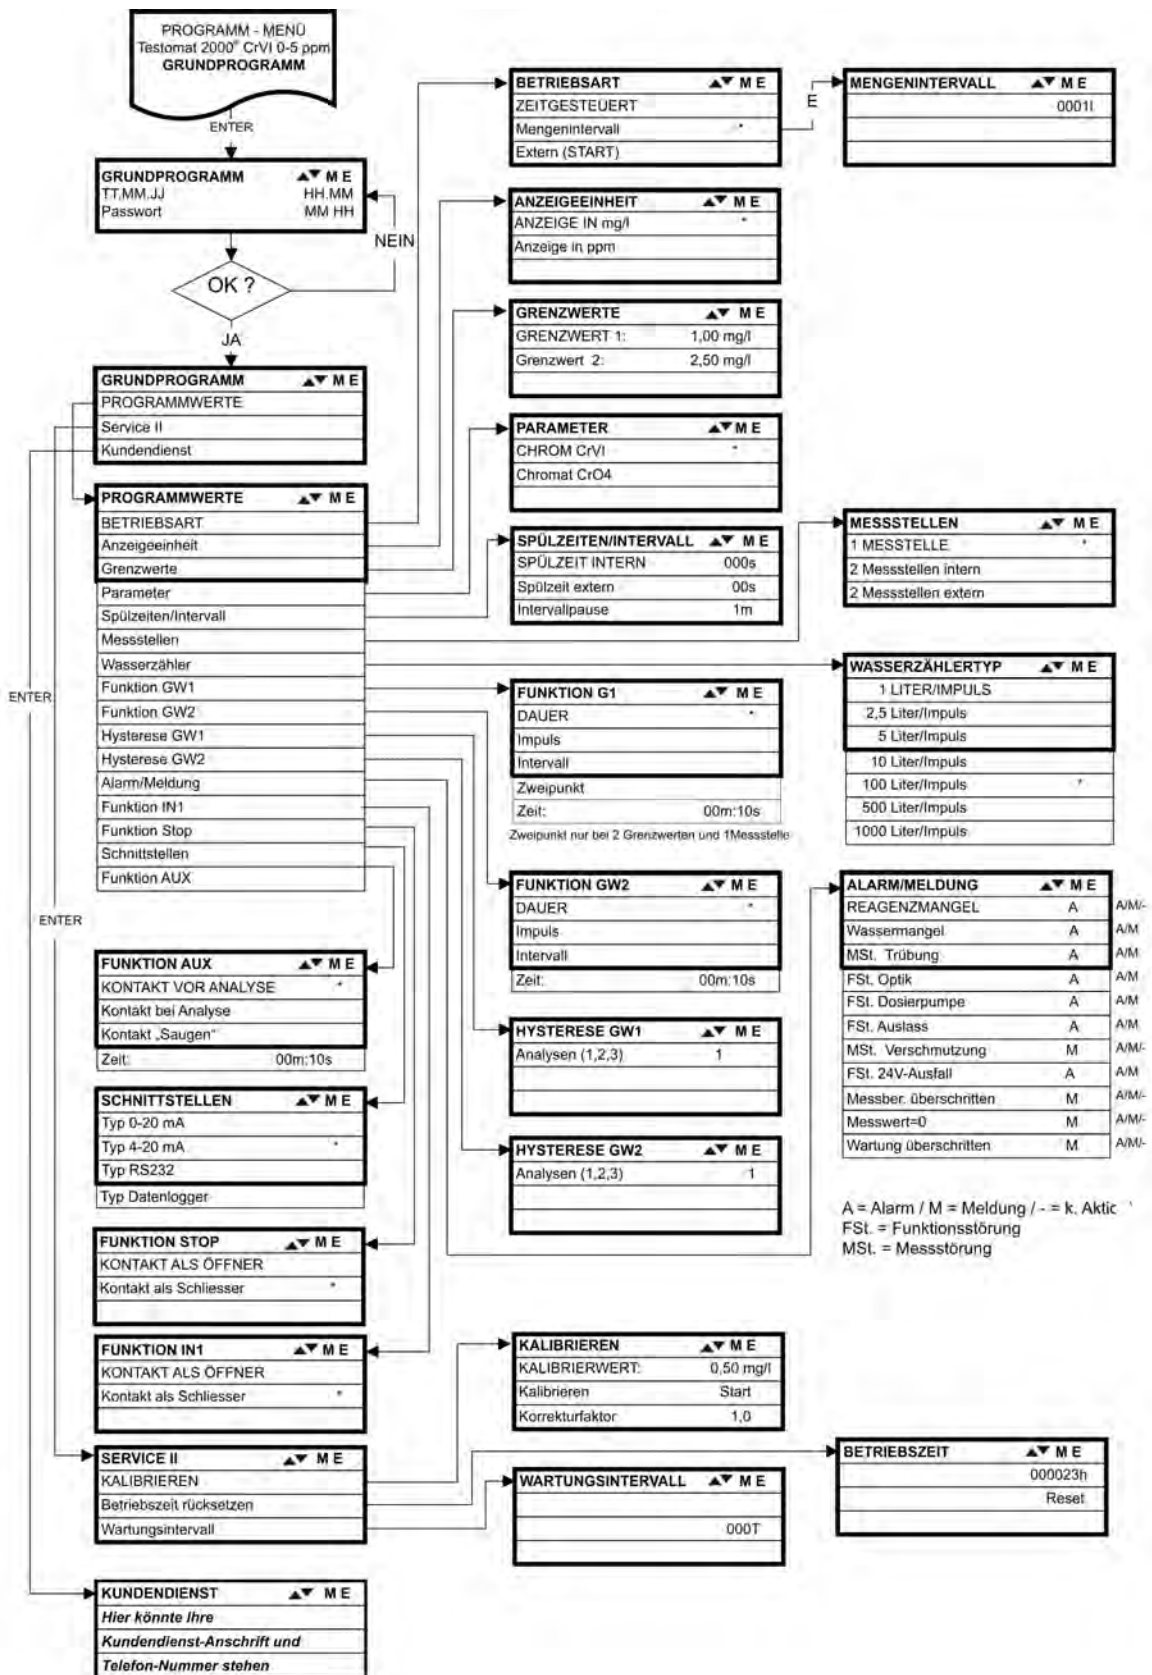 PROGRAMM - MENÜ
Testomat 2000® CrVI 0-5 ppm
GRUNDPROGRAMM
ENTER
GRUNDPROGRAMM ▲▼ M E
TT.MM.JJ HH.MM
Passwort MM HH
NEIN
OK ?
JA
GRUNDPROGRAMM ▲▼ M E
PROGRAMMWERTE
Service II
Kundendienst
PROGRAMMWERTE ▲▼ M E
BETRIEBSART
Anzeigeeinheit
Grenzwerte
Parameter
Spülzeiten/Intervall
Messstellen
Wasserzähler
Funktion GW1
Funktion GW2
Hysterese GW1
Hysterese GW2
Alarm/Meldung
Funktion IN1
Funktion Stop
Schnittstellen
Funktion AUX
ENTER
ENTER
FUNKTION AUX ▲▼ M E
KONTAKT VOR ANALYSE *
Kontakt bei Analyse
Kontakt „Saugen“
Zeit: 00m:10s
SCHNITTSTELLEN ▲▼ M E
Typ 0-20 mA
Typ 4-20 mA *
Typ RS232
Typ Datenlogger
FUNKTION STOP ▲▼ M E
KONTAKT ALS ÖFFNER
Kontakt als Schliesser *
FUNKTION IN1 ▲▼ M E
KONTAKT ALS ÖFFNER
Kontakt als Schliesser *
SERVICE II ▲▼ M E
KALIBRIEREN
Betriebszeit rücksetzen
Wartungsintervall
KUNDENDIENST ▲▼ M E
Hier könnte Ihre
Kundendienst-Anschrift und
Telefon-Nummer stehen
BETRIEBSART ▲▼ M E
ZEITGESTEUERT
Mengenintervall *
Extern (START)
E
MENGENINTERVALL ▲▼ M E
0001l
ANZEIGEEINHEIT ▲▼ M E
ANZEIGE IN mg/l *
Anzeige in ppm
GRENZWERTE ▲▼ M E
GRENZWERT 1: 1,00 mg/l
Grenzwert 2: 2,50 mg/l
PARAMETER ▲▼ M E
CHROM CrVI *
Chromat CrO4
SPÜLZEITEN/INTERVALL ▲▼ M E
SPÜLZEIT INTERN 000s
Spülzeit extern 00s
Intervallpause 1m
MESSSTELLEN ▲▼ M E
1 MESSTELLE *
2 Messstellen intern
2 Messstellen extern
WASSERZÄHLERTYP ▲▼ M E
1 LITER/IMPULS
2,5 Liter/Impuls
5 Liter/Impuls
10 Liter/Impuls
100 Liter/Impuls *
500 Liter/Impuls
1000 Liter/Impuls
FUNKTION G1 ▲▼ M E
DAUER *
Impuls
Intervall
Zweipunkt
Zeit: 00m:10s
Zweipunkt nur bei 2 Grenzwerten und 1Messstelle
FUNKTION GW2 ▲▼ M E
DAUER *
Impuls
Intervall
Zeit: 00m:10s
HYSTERESE GW1 ▲▼ M E
Analysen (1,2,3) 1
HYSTERESE GW2 ▲▼ M E
Analysen (1,2,3) 1
ALARM/MELDUNG ▲▼ M E
REAGENZMANGEL A A/M/-
Wassermangel A A/M
MSt. Trübung A A/M
FSt. Optik A A/M
FSt. Dosierpumpe A A/M
FSt. Auslass A A/M
MSt. Verschmutzung M A/M/-
FSt. 24V-Ausfall A A/M
Messber. überschritten M A/M/-
Messwert=0 M A/M/-
Wartung überschritten M A/M/-
A = Alarm / M = Meldung / - = k. Aktic
FSt. = Funktionsstörung
MSt. = Messstörung
KALIBRIEREN ▲▼ M E
KALIBRIERWERT: 0,50 mg/l
Kalibrieren Start
Korrekturfaktor 1,0
BETRIEBSZEIT ▲▼ M E
000023h
Reset
WARTUNGSINTERVALL ▲▼ M E
000T